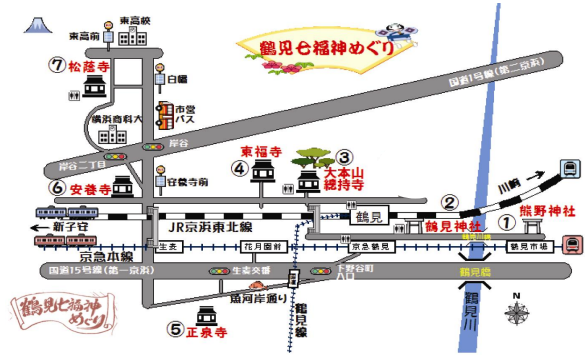 東高校
東高前
鶴見七福神めぐり
国道1号線(第二京浜)
⑦松蔭寺
白幡
市営
バス
横浜商科大
岸谷
岸谷二丁目
⑥安養寺
安養寺前
④
東福寺
③
大本山
總持寺
②
川崎
熊野神社
①
鶴見
鶴見神社
新子安
JR京浜東北線
京急本線
生麦
花月園前
京急鶴見
鶴見市場
国道15号線(第一京浜)
生麦交番
下野谷町
入口
鶴見橋
魚河岸通り
鶴見線
鶴見川
⑤
正泉寺
N
鶴見七福神
めぐり